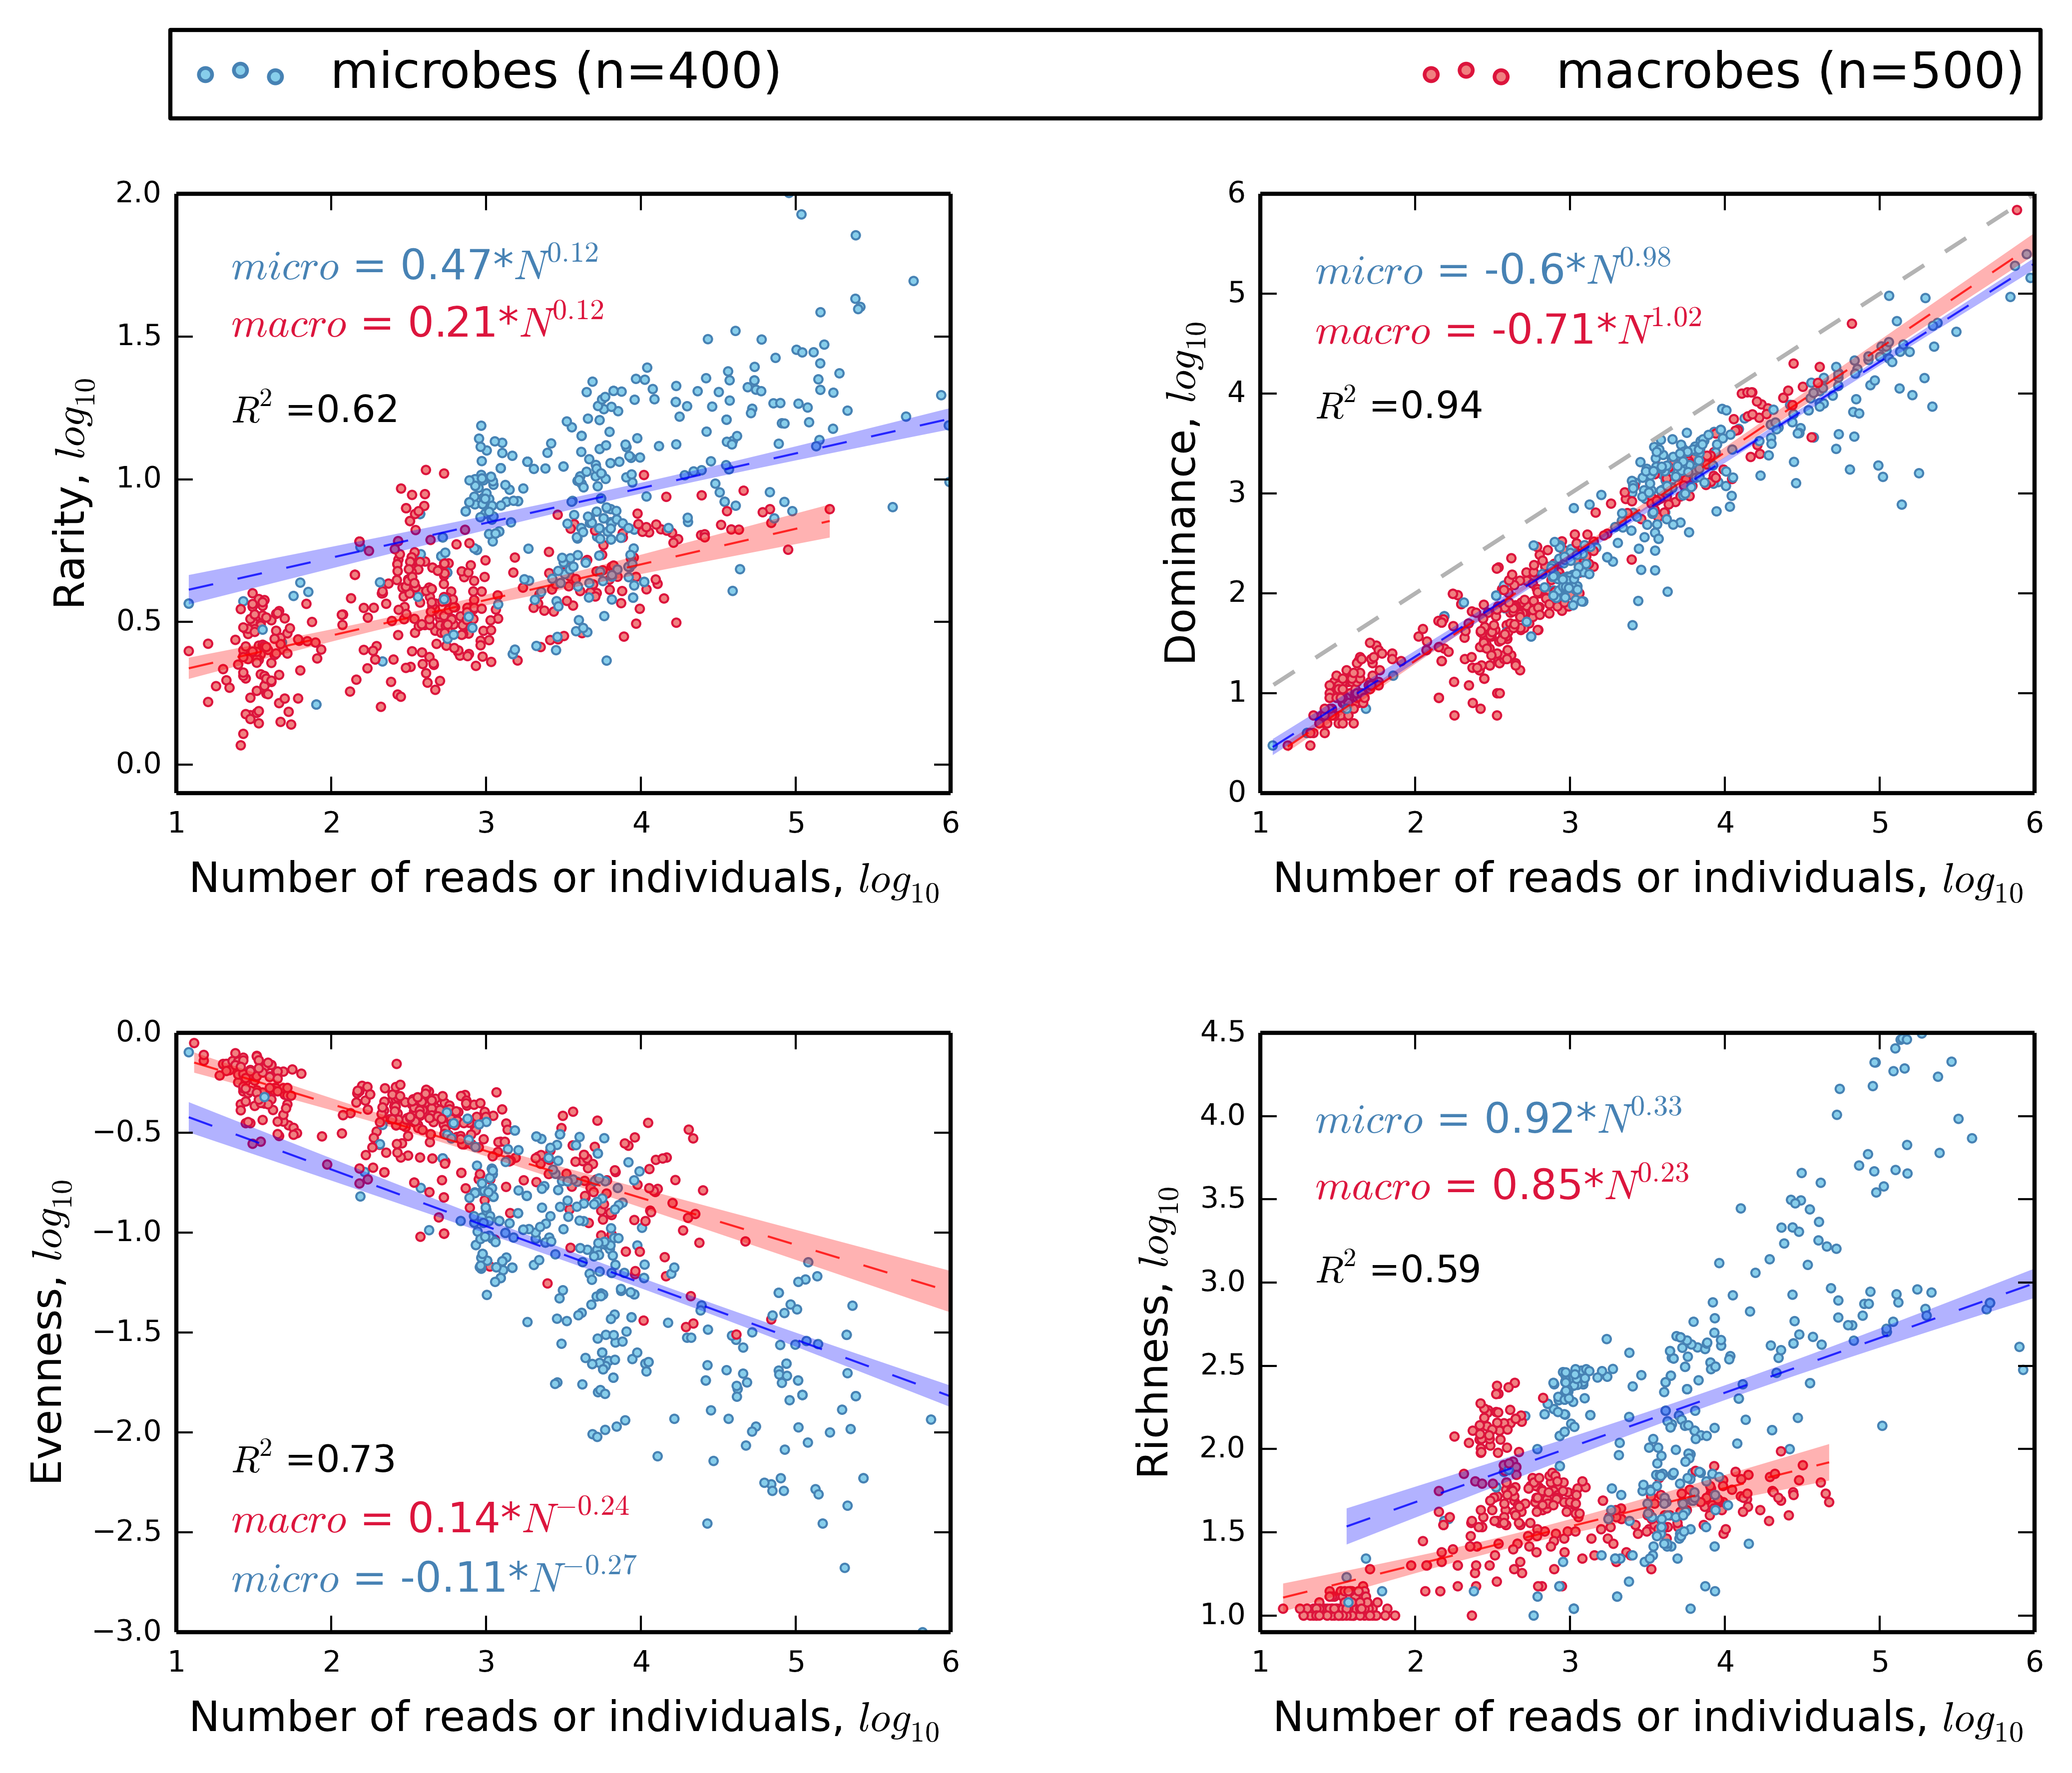 microbes (n=400) macrobes (n=500)
2.0
1.5
1.0
0.5
0.0
Rarity, log10
micro = 0.47*N^0.12
macro = 0.21*N^0.12
R² =0.62
1 2 3 4 5 6
Number of reads or individuals, log10
6
5
4
3
2
1
0
Dominance, log10
micro = -0.6*N^0.98
macro = -0.71*N^1.02
R² =0.94
1 2 3 4 5 6
Number of reads or individuals, log10
0.0
−0.5
−1.0
−1.5
−2.0
−2.5
−3.0
Evenness, log10
R² =0.73
macro = 0.14*N^−0.24
micro = -0.11*N^−0.27
1 2 3 4 5 6
Number of reads or individuals, log10
4.5
4.0
3.5
3.0
2.5
2.0
1.5
1.0
Richness, log10
micro = 0.92*N^0.33
macro = 0.85*N^0.23
R² =0.59
1 2 3 4 5 6
Number of reads or individuals, log10